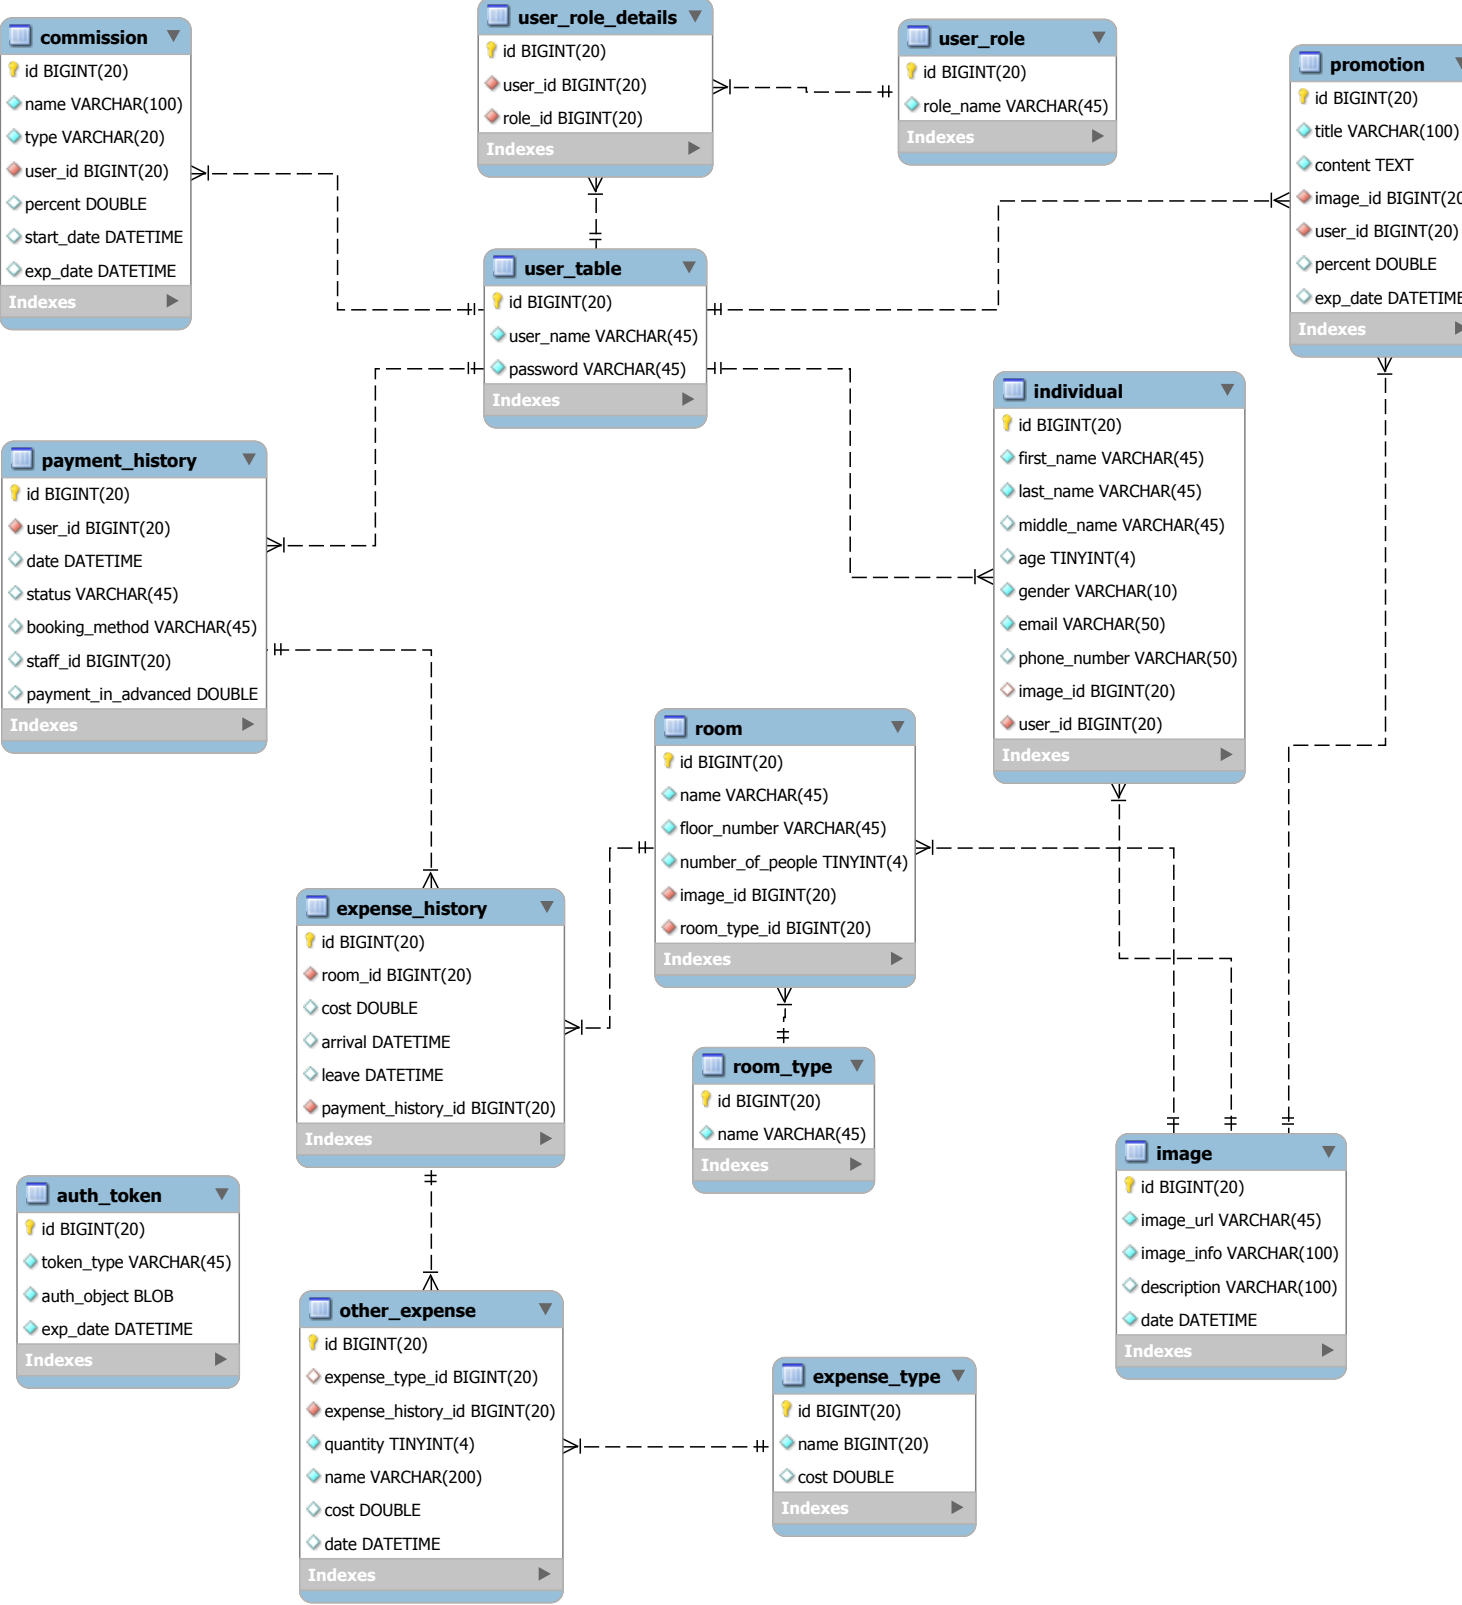 commission
id BIGINT(20)
name VARCHAR(100)
type VARCHAR(20)
user_id BIGINT(20)
percent DOUBLE
start_date DATETIME
exp_date DATETIME
Indexes
user_role_details
id BIGINT(20)
user_id BIGINT(20)
role_id BIGINT(20)
Indexes
user_role
id BIGINT(20)
role_name VARCHAR(45)
Indexes
promotion
id BIGINT(20)
title VARCHAR(100)
content TEXT
image_id BIGINT(20
user_id BIGINT(20)
percent DOUBLE
exp_date DATETIME
Indexes
user_table
id BIGINT(20)
user_name VARCHAR(45)
password VARCHAR(45)
Indexes
individual
id BIGINT(20)
first_name VARCHAR(45)
last_name VARCHAR(45)
middle_name VARCHAR(45)
age TINYINT(4)
gender VARCHAR(10)
email VARCHAR(50)
phone_number VARCHAR(50)
image_id BIGINT(20)
user_id BIGINT(20)
Indexes
payment_history
id BIGINT(20)
user_id BIGINT(20)
date DATETIME
status VARCHAR(45)
booking_method VARCHAR(45)
staff_id BIGINT(20)
payment_in_advanced DOUBLE
Indexes
room
id BIGINT(20)
name VARCHAR(45)
floor_number VARCHAR(45)
number_of_people TINYINT(4)
image_id BIGINT(20)
room_type_id BIGINT(20)
Indexes
expense_history
id BIGINT(20)
room_id BIGINT(20)
cost DOUBLE
arrival DATETIME
leave DATETIME
payment_history_id BIGINT(20)
Indexes
room_type
id BIGINT(20)
name VARCHAR(45)
Indexes
image
id BIGINT(20)
image_url VARCHAR(45)
image_info VARCHAR(100)
description VARCHAR(100)
date DATETIME
Indexes
auth_token
id BIGINT(20)
token_type VARCHAR(45)
auth_object BLOB
exp_date DATETIME
Indexes
other_expense
id BIGINT(20)
expense_type_id BIGINT(20)
expense_history_id BIGINT(20)
quantity TINYINT(4)
name VARCHAR(200)
cost DOUBLE
date DATETIME
Indexes
expense_type
id BIGINT(20)
name BIGINT(20)
cost DOUBLE
Indexes